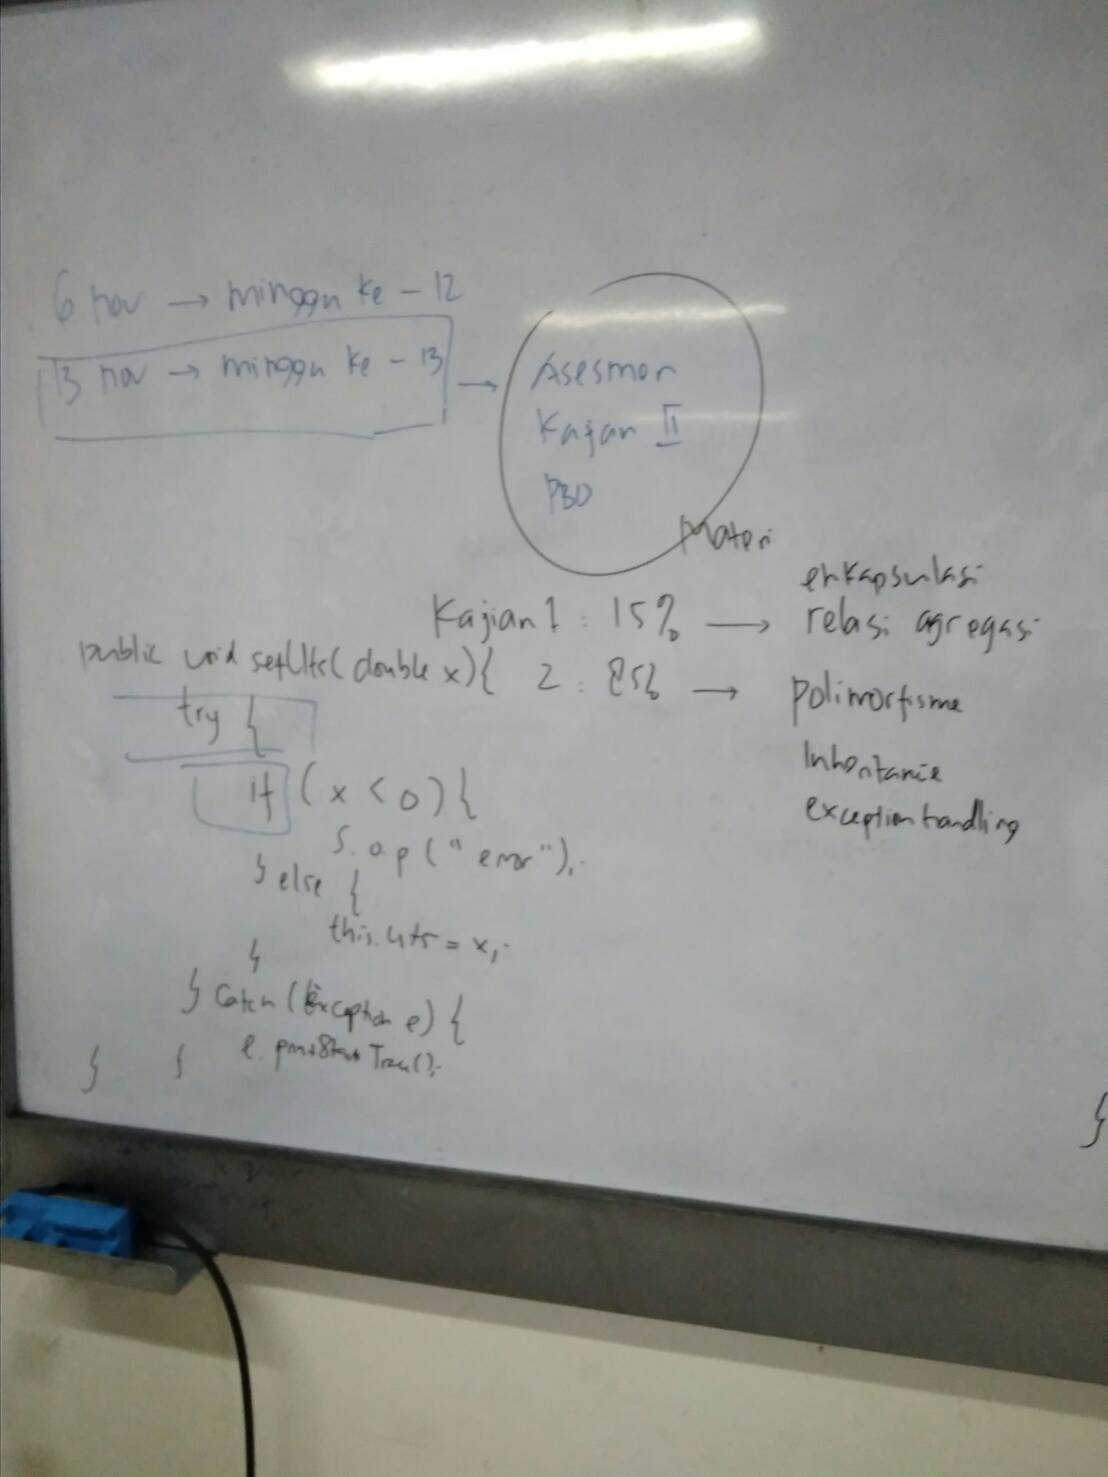 6 nov → minggu ke - 12
13 nov → minggu ke - 13 →
Asesmen
Kajian II
PBO
Materi
enkapsulasi
Kajian 1 : 15% → relasi agregasi
2 : 85% → polimorfisme
Inheritance
exception handling
public void setUts(double x){
try {
if (x < 0) {
S.o.p("error");
} else {
this.uts = x;
}
} catch (Exception e) {
e.printStackTrace();
} }
}